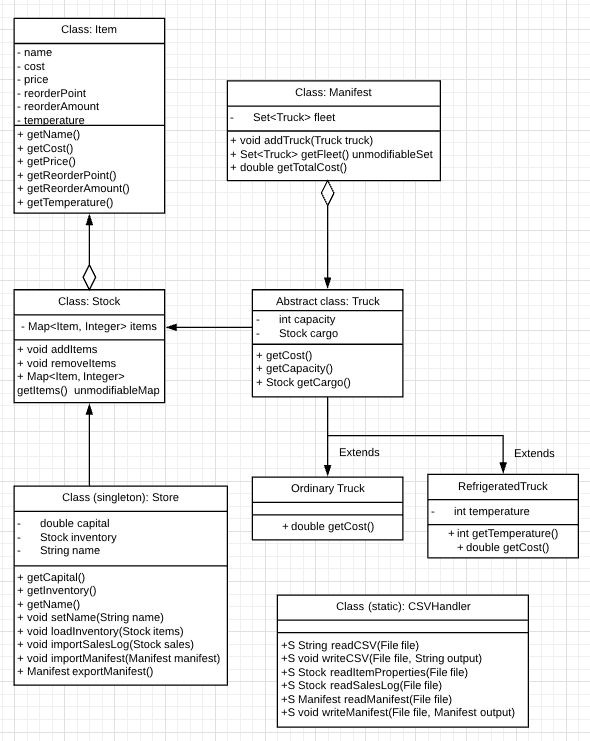 Class: Item
- name
- cost
- price
- reorderPoint
- reorderAmount
- temperature
+ getName()
+ getCost()
+ getPrice()
+ getReorderPoint()
+ getReorderAmount()
+ getTemperature()
Class: Manifest
- Set<Truck> fleet
+ void addTruck(Truck truck)
+ Set<Truck> getFleet() unmodifiableSet
+ double getTotalCost()
Class: Stock
- Map<Item, Integer> items
+ void addItems
+ void removeItems
+ Map<Item, Integer>
getItems() unmodifiableMap
Abstract class: Truck
- int capacity
- Stock cargo
+ getCost()
+ getCapacity()
+ Stock getCargo()
Extends
Extends
Class (singleton): Store
- double capital
- Stock inventory
- String name
+ getCapital()
+ getInventory()
+ getName()
+ void setName(String name)
+ void loadInventory(Stock items)
+ void importSalesLog(Stock sales)
+ void importManifest(Manifest manifest)
+ Manifest exportManifest()
Ordinary Truck
+ double getCost()
RefrigeratedTruck
- int temperature
+ int getTemperature()
+ double getCost()
Class (static): CSVHandler
+S String readCSV(File file)
+S void writeCSV(File file, String output)
+S Stock readItemProperties(File file)
+S Stock readSalesLog(File file)
+S Manifest readManifest(File file)
+S void writeManifest(File file, Manifest output)